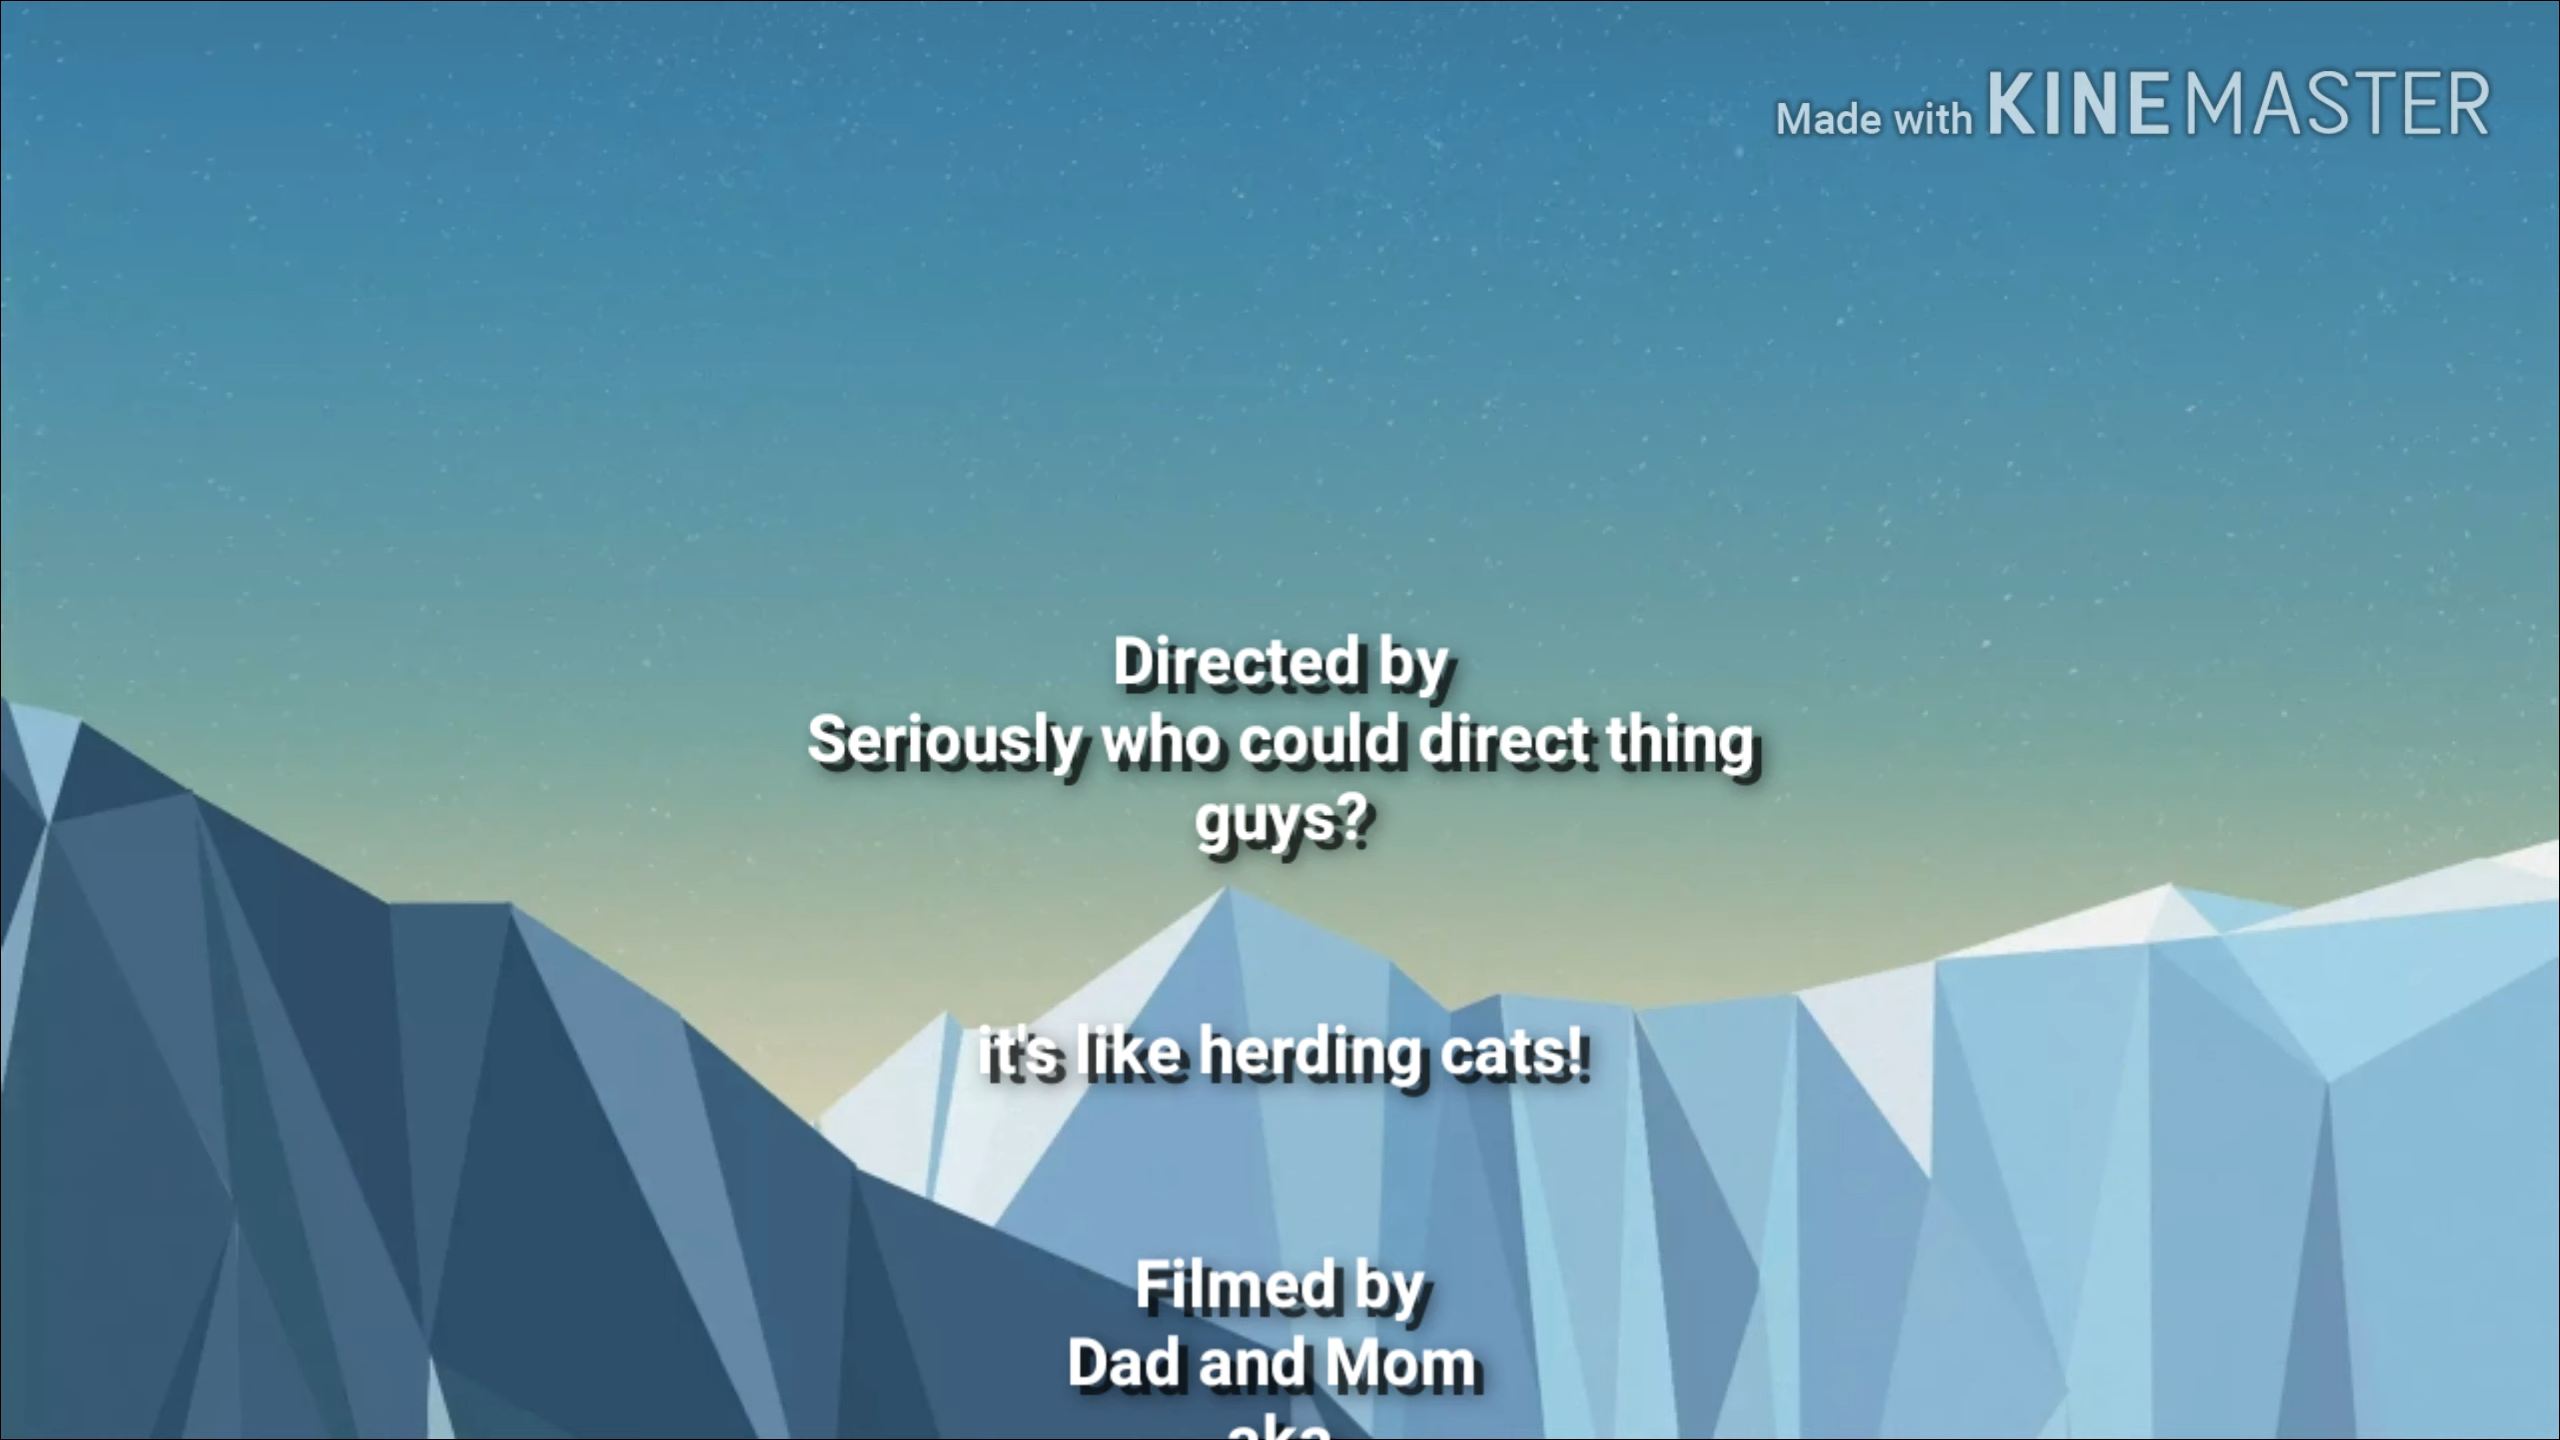 Made with KINEMASTER
Directed by
Seriously who could direct thing
guys?
it's like herding cats!
Filmed by
Dad and Mom
aka